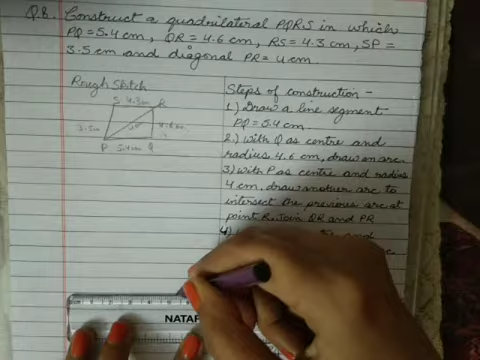 Q.8. Construct a quadrilateral PQRS in which
PQ = 5.4 cm, QR = 4.6 cm, RS = 4.3 cm, SP =
3.5 cm and diagonal PR = 4 cm.
Rough Sketch
S 4.3cm R
3.5cm
4.6cm
P 5.4cm Q
Steps of construction -
1.) Draw a line segment
PQ = 5.4 cm.
2.) With Q as centre and
radius 4.6 cm, draw an arc.
3) With P as centre and radius
4 cm, draw another arc to
intersect the previous arc at
point R. Join QR and PR
4)
and
NATAR